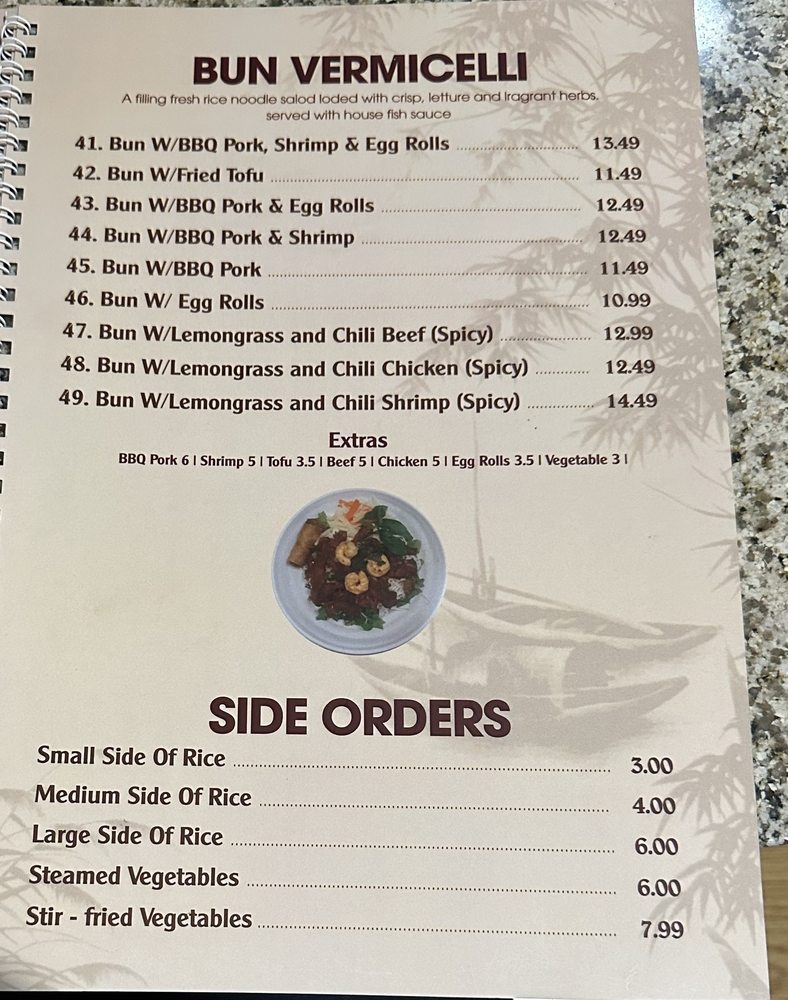 BUN VERMICELLI
A filling fresh rice noodle salod loded with crisp, letture and lragrant herbs.
served with house fish sauce
41. Bun W/BBQ Pork, Shrimp & Egg Rolls ........................ 13.49
42. Bun W/Fried Tofu ........................ 11.49
43. Bun W/BBQ Pork & Egg Rolls ........................ 12.49
44. Bun W/BBQ Pork & Shrimp ........................ 12.49
45. Bun W/BBQ Pork ........................ 11.49
46. Bun W/ Egg Rolls ........................ 10.99
47. Bun W/Lemongrass and Chili Beef (Spicy) ........................ 12.99
48. Bun W/Lemongrass and Chili Chicken (Spicy) ............ 12.49
49. Bun W/Lemongrass and Chili Shrimp (Spicy) ............... 14.49
Extras
BBQ Pork 6 | Shrimp 5 | Tofu 3.5 | Beef 5 | Chicken 5 | Egg Rolls 3.5 | Vegetable 3 |
SIDE ORDERS
Small Side Of Rice ........................ 3.00
Medium Side Of Rice ........................ 4.00
Large Side Of Rice ........................ 6.00
Steamed Vegetables ........................ 6.00
Stir - fried Vegetables ........................ 7.99